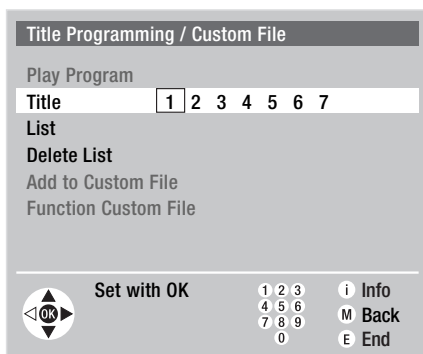 Title Programming / Custom File
Play Program
Title 1 2 3 4 5 6 7
List
Delete List
Add to Custom File
Function Custom File
OK
Set with OK
1 2 3
4 5 6
7 8 9
0
i Info
M Back
E End